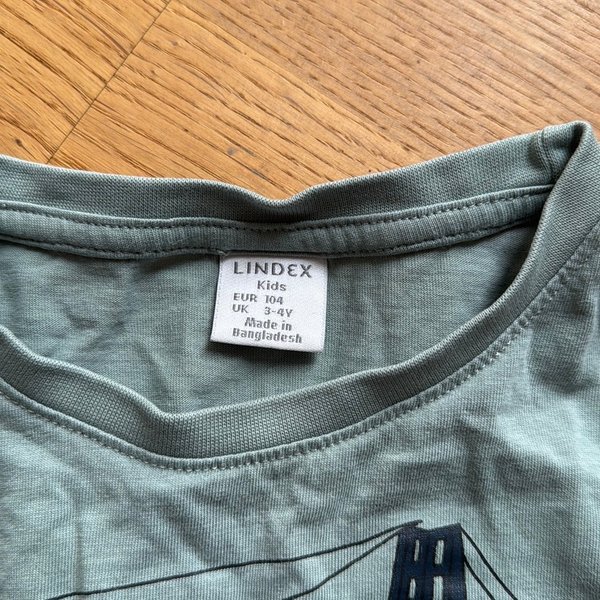 LINDEX
Kids
EUR 104
UK 3-4Y
Made in
Bangladesh